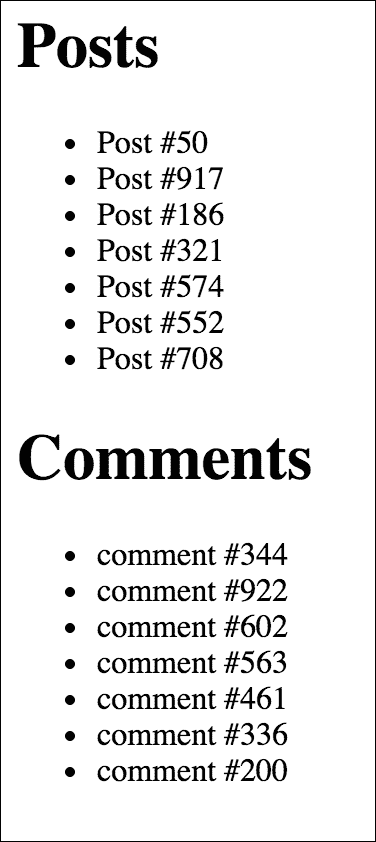 Posts
• Post #50
• Post #917
• Post #186
• Post #321
• Post #574
• Post #552
• Post #708
Comments
• comment #344
• comment #922
• comment #602
• comment #563
• comment #461
• comment #336
• comment #200